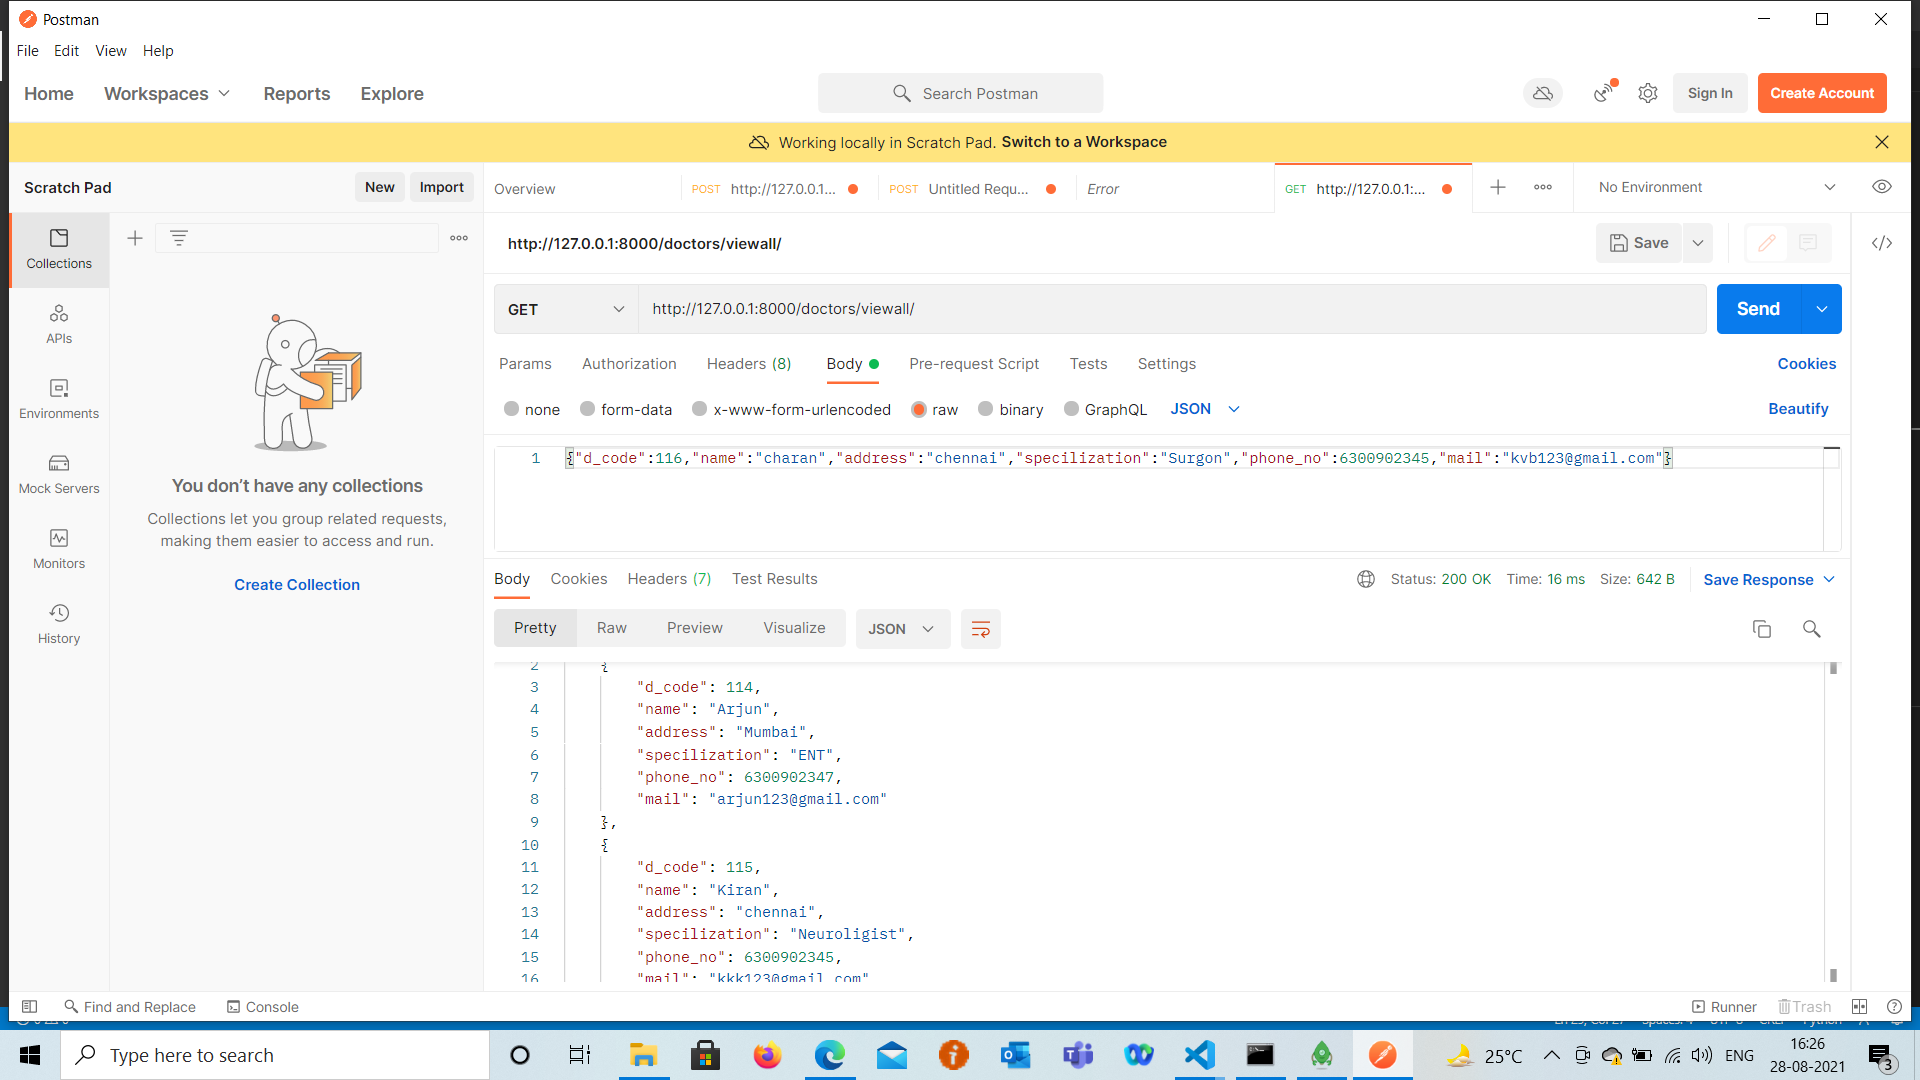 Postman
File Edit View Help
Home Workspaces Reports Explore
Search Postman
Sign In
Create Account
Working locally in Scratch Pad. Switch to a Workspace
Scratch Pad
New
Import
Overview
POST http://127.0.0.1...
POST Untitled Requ...
Error
GET http://127.0.0.1:...
No Environment
Collections
APIs
Environments
Mock Servers
Monitors
History
You don't have any collections
Collections let you group related requests,
making them easier to access and run.
Create Collection
http://127.0.0.1:8000/doctors/viewall/
Save
GET
http://127.0.0.1:8000/doctors/viewall/
Send
Params Authorization Headers (8) Body Pre-request Script Tests Settings
Cookies
none form-data x-www-form-urlencoded raw binary GraphQL JSON
Beautify
1 {"d_code":116,"name":"charan","address":"chennai","specilization":"Surgon","phone_no":6300902345,"mail":"kvb123@gmail.com"}
Body Cookies Headers (7) Test Results
Status: 200 OK Time: 16 ms Size: 642 B
Save Response
Pretty Raw Preview Visualize JSON
2 {
3 "d_code": 114,
4 "name": "Arjun",
5 "address": "Mumbai",
6 "specilization": "ENT",
7 "phone_no": 6300902347,
8 "mail": "arjun123@gmail.com"
9 },
10 {
11 "d_code": 115,
12 "name": "Kiran",
13 "address": "chennai",
14 "specilization": "Neuroligist",
15 "phone_no": 6300902345,
16 "mail": "kkk123@gmail.com"
Find and Replace
Console
Runner
Trash
Type here to search
25°C
ENG
16:26
28-08-2021
3